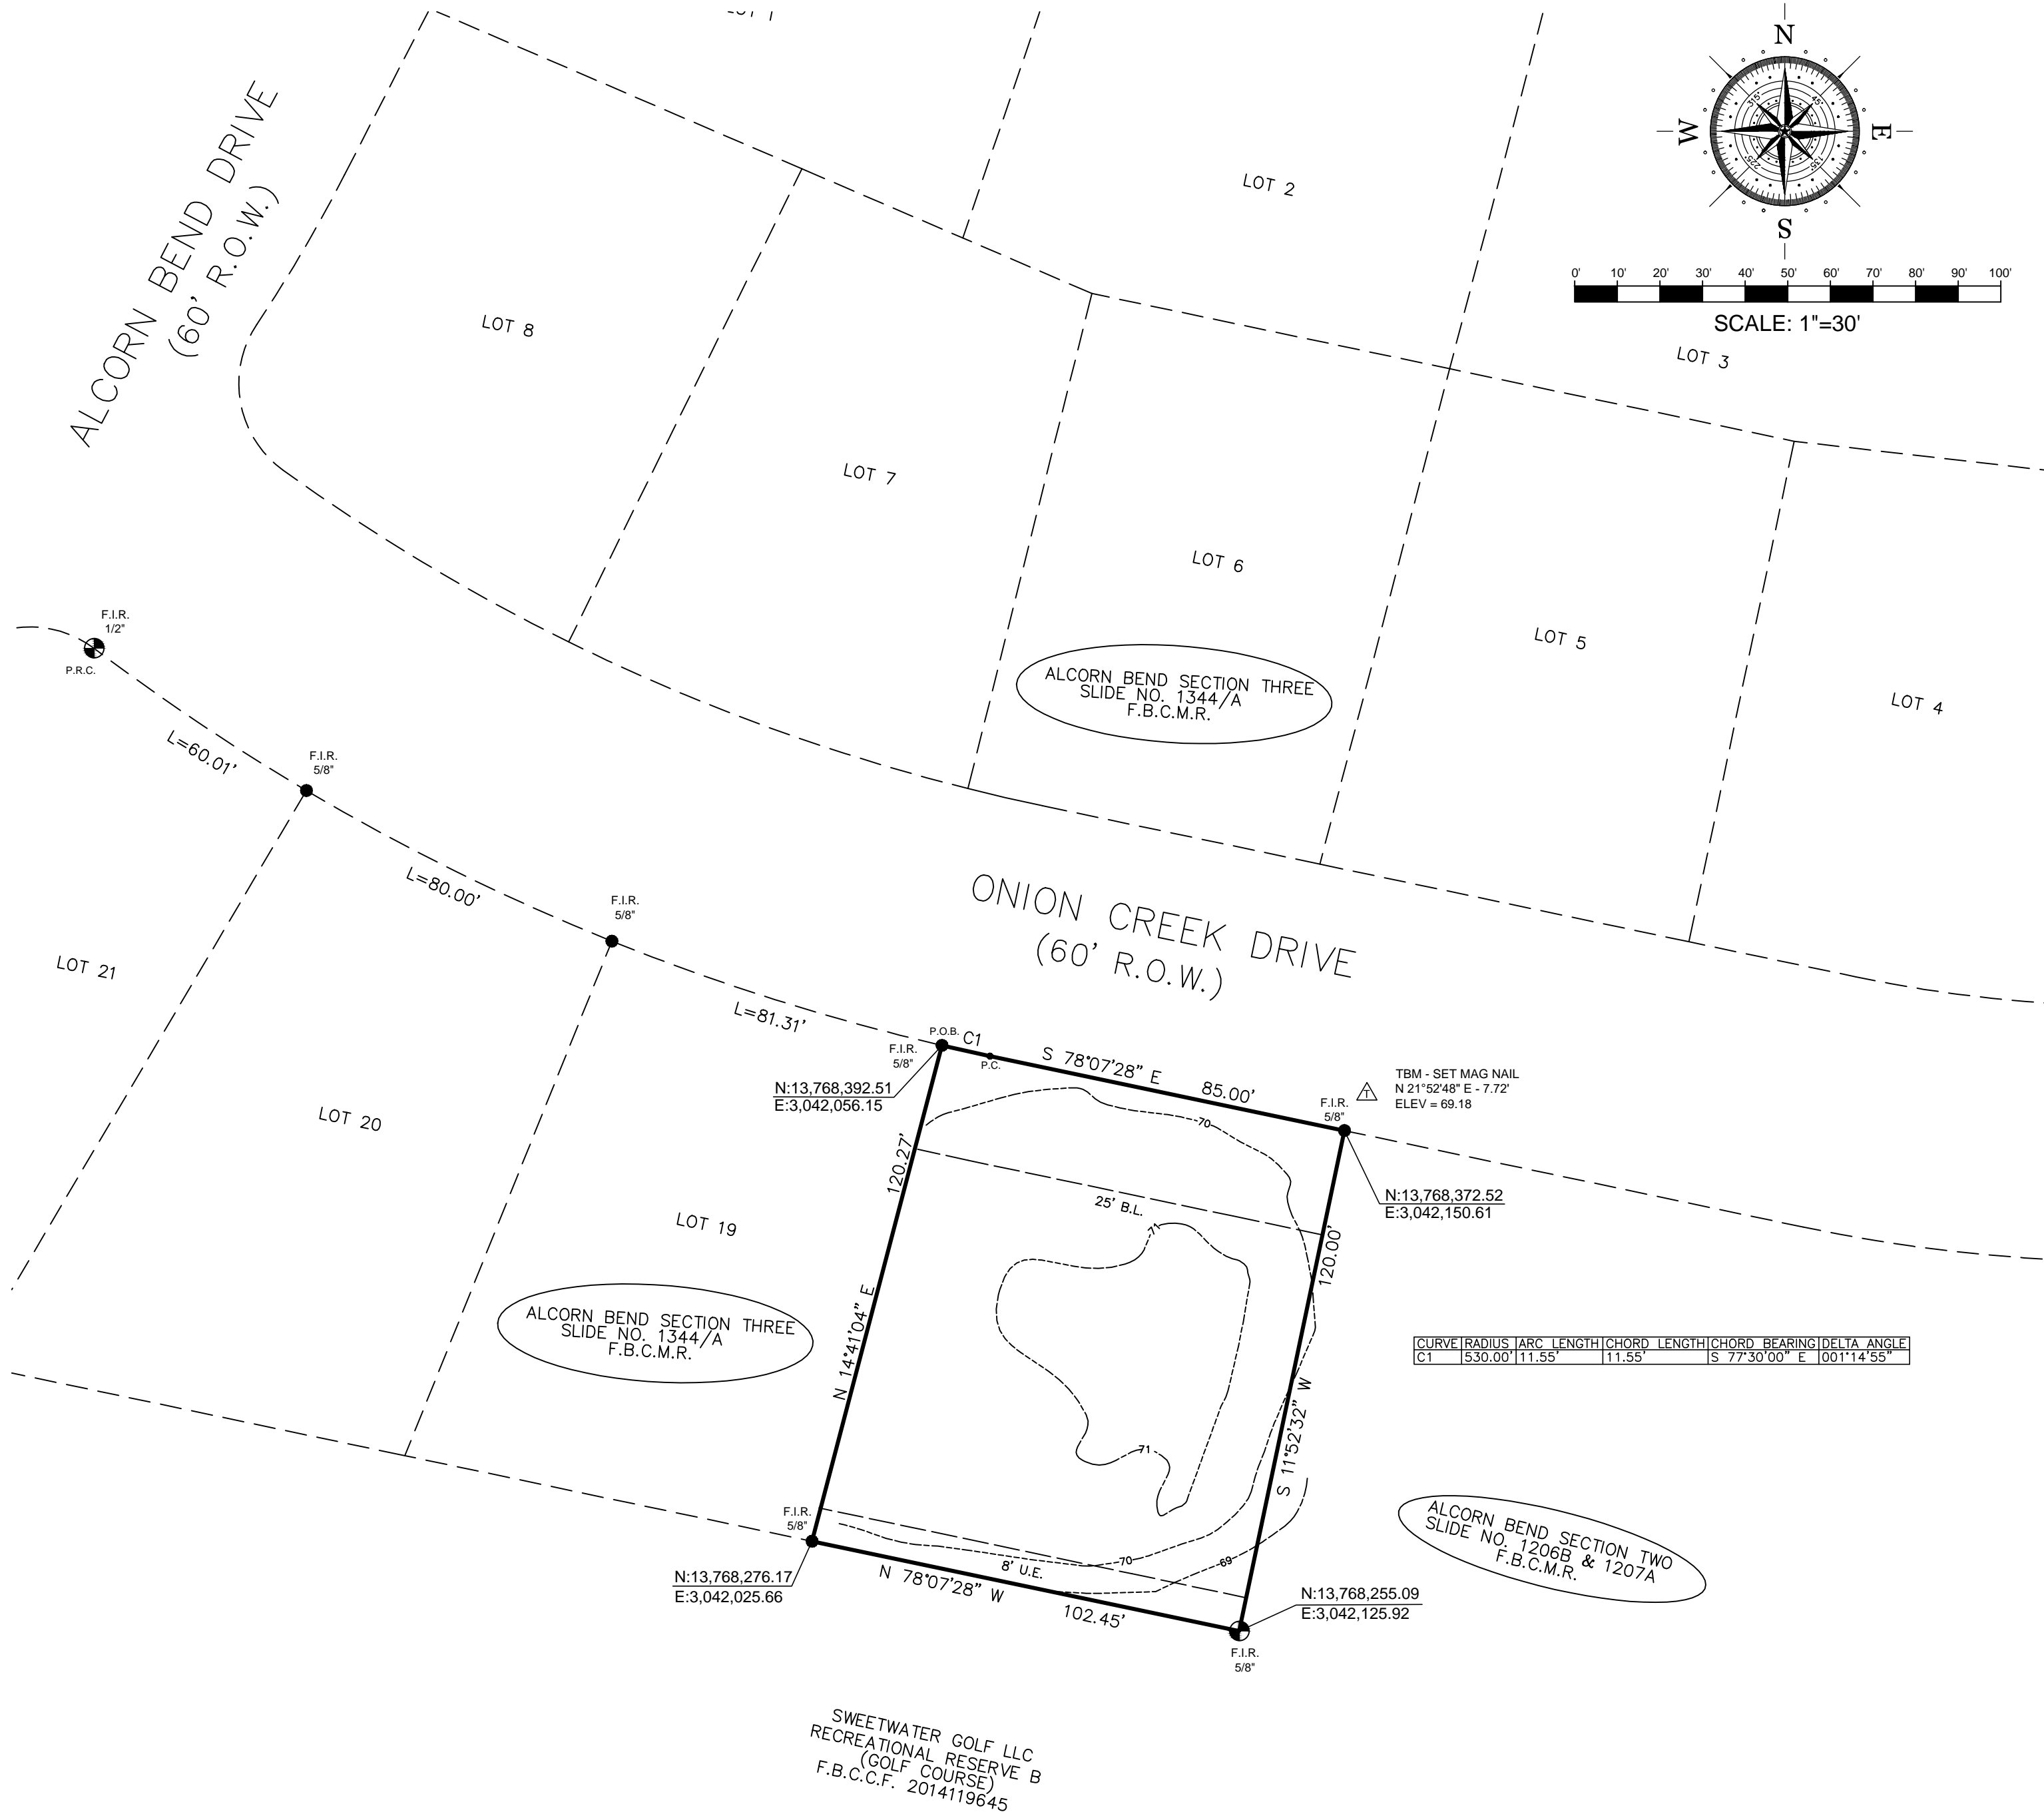 N
W
E
S
315°
45°
225°
135°
0' 10' 20' 30' 40' 50' 60' 70' 80' 90' 100'
SCALE: 1"=30'
ALCORN BEND DRIVE
(60' R.O.W.)
LOT 2
LOT 3
LOT 8
LOT 7
LOT 6
LOT 5
LOT 4
ALCORN BEND SECTION THREE
SLIDE NO. 1344/A
F.B.C.M.R.
F.I.R.
1/2"
P.R.C.
L=60.01'
F.I.R.
5/8"
L=80.00'
F.I.R.
5/8"
L=81.31'
ONION CREEK DRIVE
(60' R.O.W.)
LOT 21
LOT 20
LOT 19
P.O.B.
C1
F.I.R.
5/8"
P.C.
S 78°07'28" E 85.00'
N:13,768,392.51
E:3,042,056.15
TBM - SET MAG NAIL
N 21°52'48" E - 7.72'
ELEV = 69.18
T
F.I.R.
5/8"
N:13,768,372.52
E:3,042,150.61
70
120.27'
25' B.L.
71
120.00'
N 14°41'04" E
S 11°52'32" W
ALCORN BEND SECTION THREE
SLIDE NO. 1344/A
F.B.C.M.R.
CURVE RADIUS ARC LENGTH CHORD LENGTH CHORD BEARING DELTA ANGLE
C1 530.00' 11.55' 11.55' S 77°30'00" E 001°14'55"
71
70
69
8' U.E.
F.I.R.
5/8"
N:13,768,276.17
E:3,042,025.66
N 78°07'28" W 102.45'
N:13,768,255.09
E:3,042,125.92
F.I.R.
5/8"
ALCORN BEND SECTION TWO
SLIDE NO. 1206B & 1207A
F.B.C.M.R.
SWEETWATER GOLF LLC
RECREATIONAL RESERVE B
(GOLF COURSE)
F.B.C.C.F. 2014119645